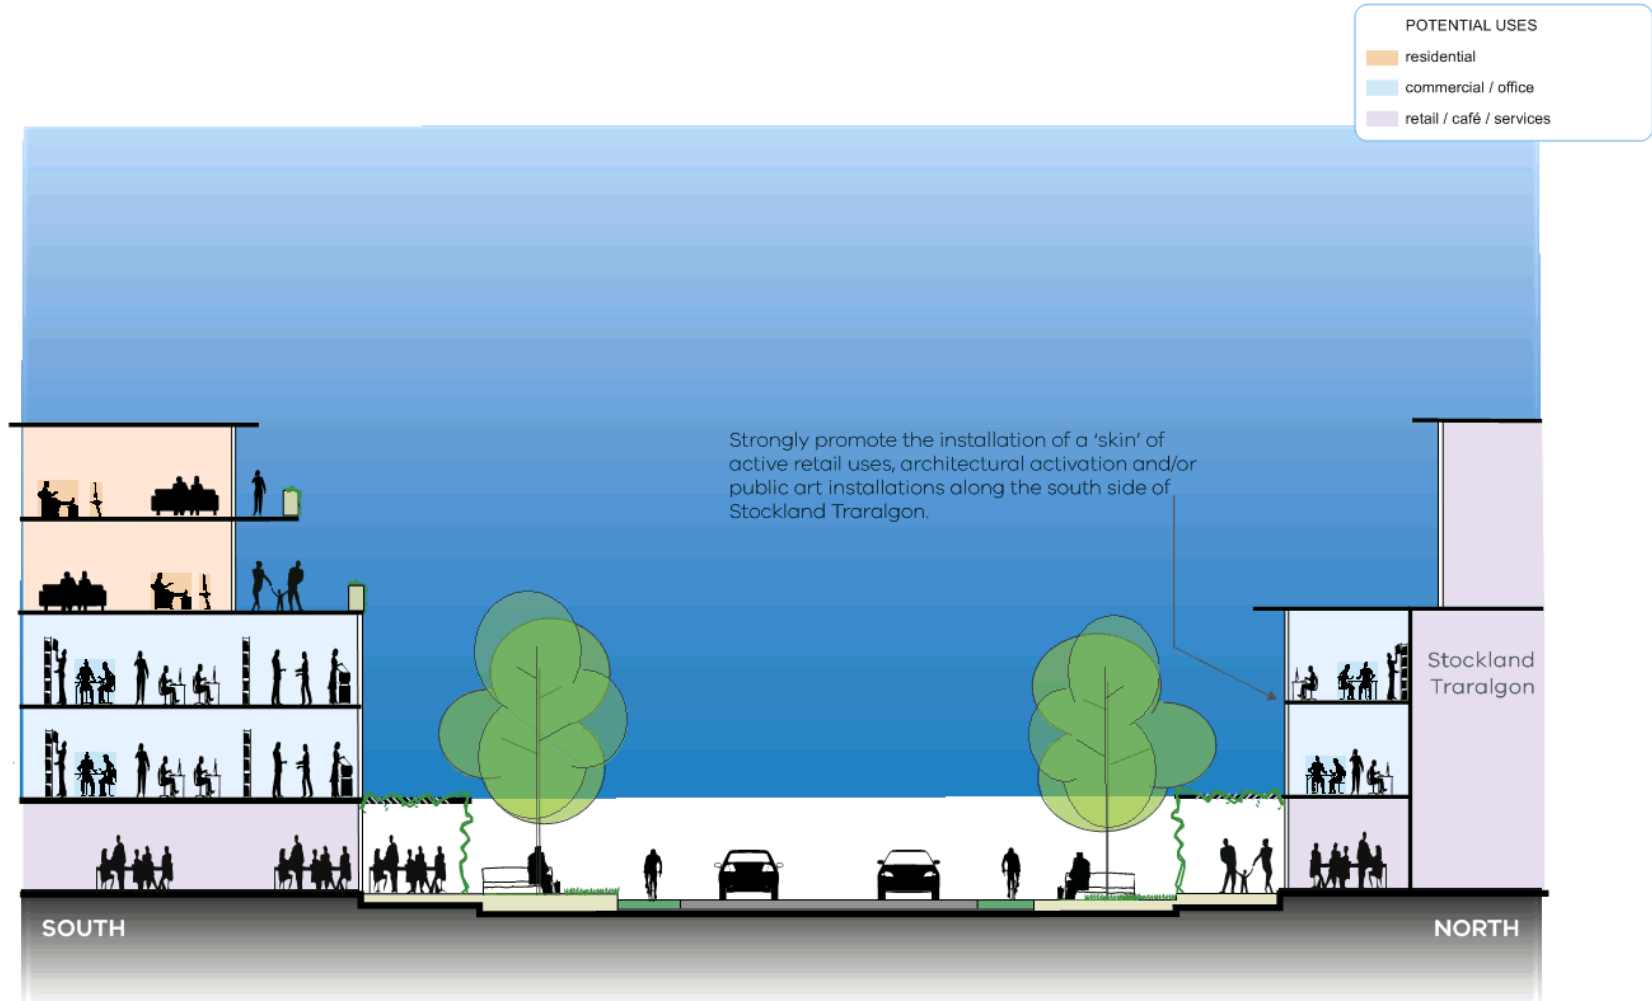 POTENTIAL USES
residential
commercial / office
retail / café / services
Strongly promote the installation of a ‘skin’ of
active retail uses, architectural activation and/or
public art installations along the south side of
Stockland Traralgon.
Stockland
Traralgon
SOUTH
NORTH